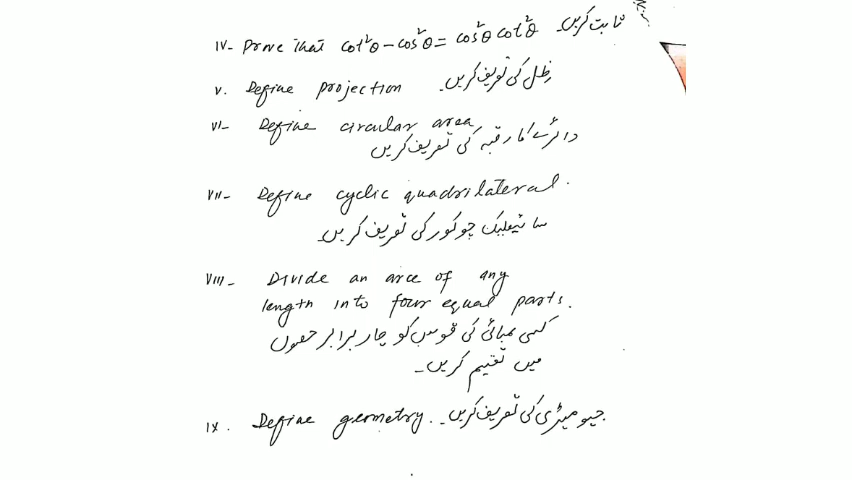 IV- Prove that cot²θ - cos²θ = cos²θ cot²θ ثابت کریں۔
V. Define projection ظل کی تعریف کریں۔
VI- Define circular area
دائرے کا رقبہ کی تعریف کریں
VII- Define cyclic quadrilateral.
سائیکلک چوکور کی تعریف کریں۔
VIII- Divide an arc of any
length into four equal parts.
کسی لمبائی کی قوس کو چار برابر حصوں
میں تقسیم کریں۔
IX. Define geometry. جیومیٹری کی تعریف کریں۔